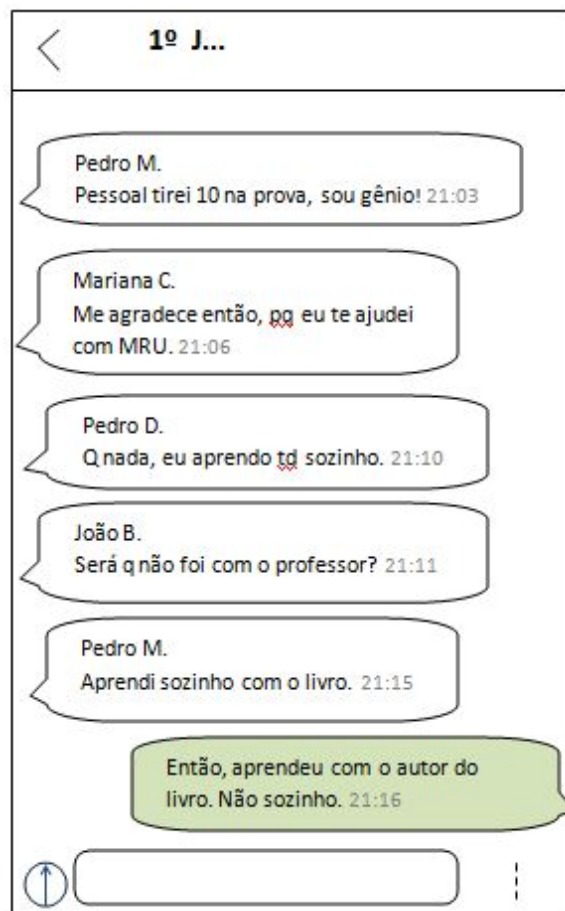 1º J...
Pedro M.
Pessoal tirei 10 na prova, sou gênio! 21:03
Mariana C.
Me agradece então, pq eu te ajudei
com MRU. 21:06
Pedro D.
Q nada, eu aprendo td sozinho. 21:10
João B.
Será q não foi com o professor? 21:11
Pedro M.
Aprendi sozinho com o livro. 21:15
Então, aprendeu com o autor do
livro. Não sozinho. 21:16